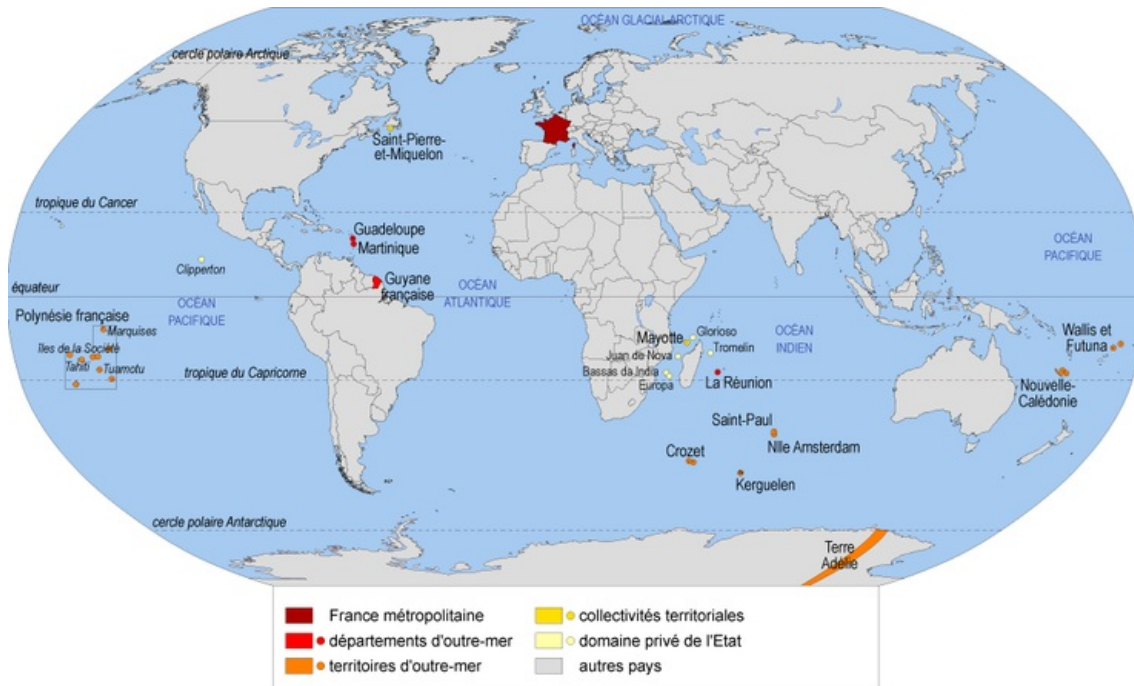 OCÉAN GLACIAL ARCTIQUE
cercle polaire Arctique
Saint-Pierre-
et-Miquelon
tropique du Cancer
Guadeloupe
Martinique
Clipperton
Guyane
française
OCÉAN
ATLANTIQUE
OCÉAN
PACIFIQUE
équateur
OCÉAN
PACIFIQUE
Polynésie française
Marquises
Iles de la Société
Tahiti
Tuamotu
Mayotte
Glorioso
OCÉAN
INDIEN
Juan de Nova
Tromelin
Bassas da India
Europa
La Réunion
Wallis et
Futuna
Nouvelle-
Calédonie
tropique du Capricorne
Saint-Paul
Nlle Amsterdam
Crozet
Kerguelen
cercle polaire Antarctique
Terre
Adélie
France métropolitaine
départements d'outre-mer
territoires d'outre-mer
collectivités territoriales
domaine privé de l'Etat
autres pays